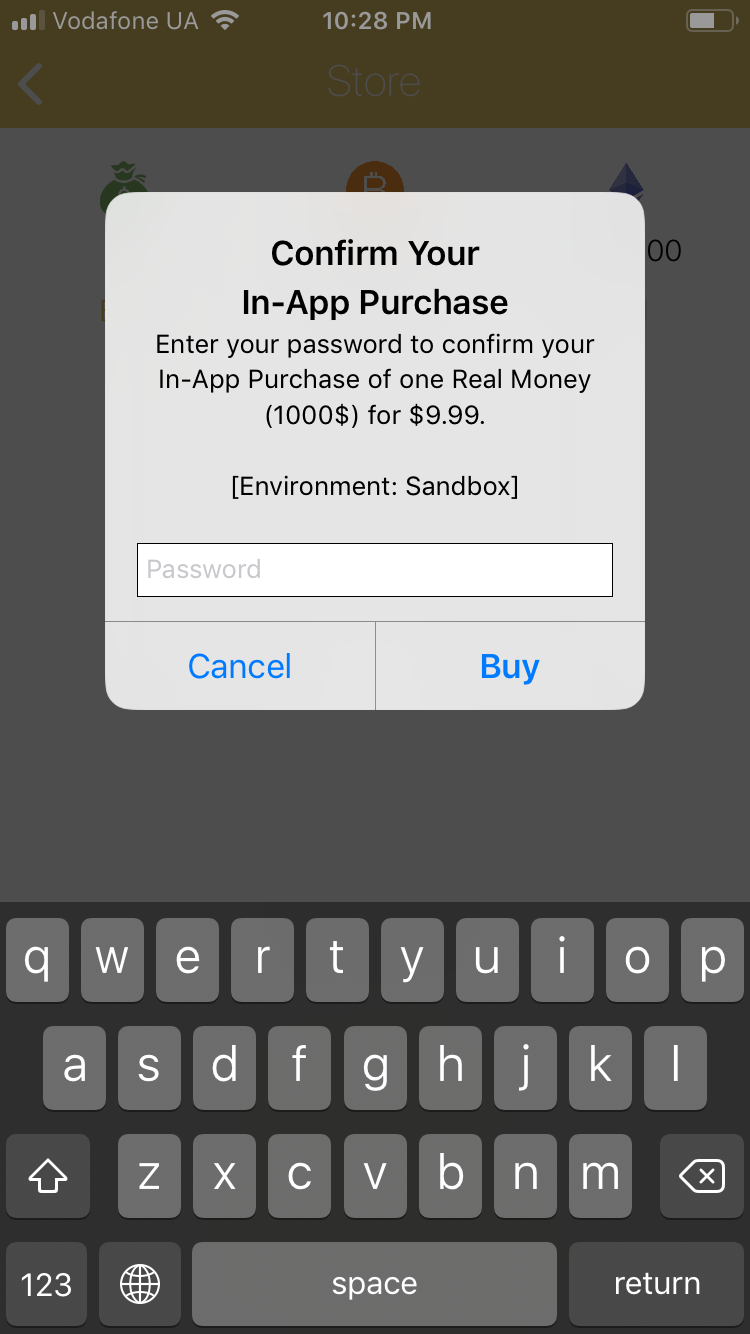 Vodafone UA 10:28 PM
Store
00
Confirm Your
In-App Purchase
Enter your password to confirm your
In-App Purchase of one Real Money
(1000$) for $9.99.
[Environment: Sandbox]
Password
Cancel Buy
q w e r t y u i o p
a s d f g h j k l
z x c v b n m
123 space return